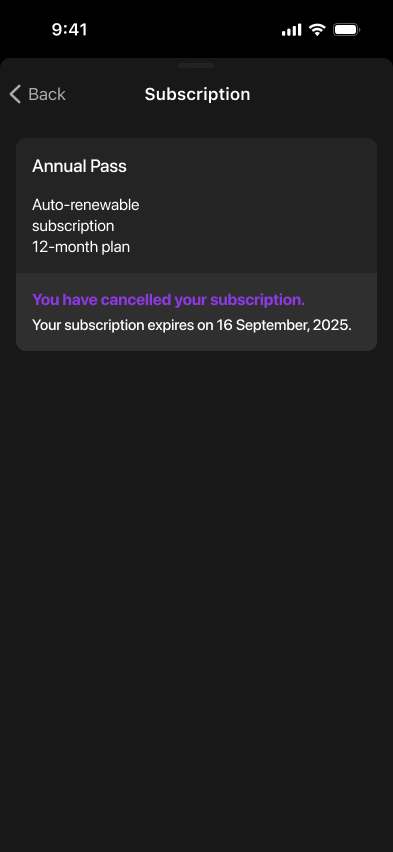 9:41
Back
Subscription
Annual Pass
Auto-renewable
subscription
12-month plan
You have cancelled your subscription.
Your subscription expires on 16 September, 2025.